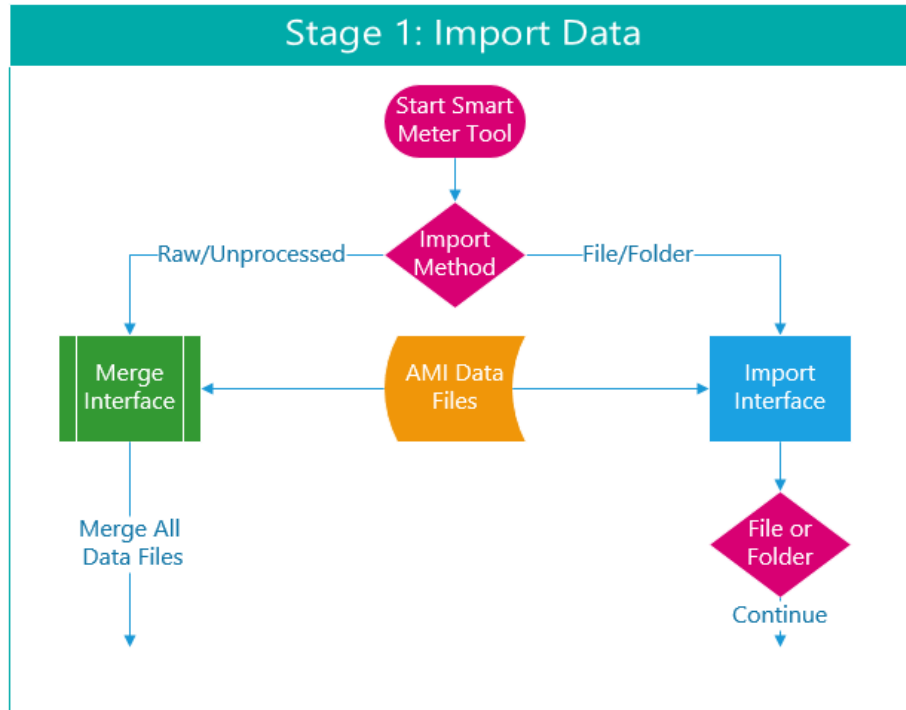 Stage 1: Import Data
Start Smart
Meter Tool
Import
Method
Raw/Unprocessed
File/Folder
Merge
Interface
AMI Data
Files
Import
Interface
Merge All
Data Files
File or
Folder
Continue